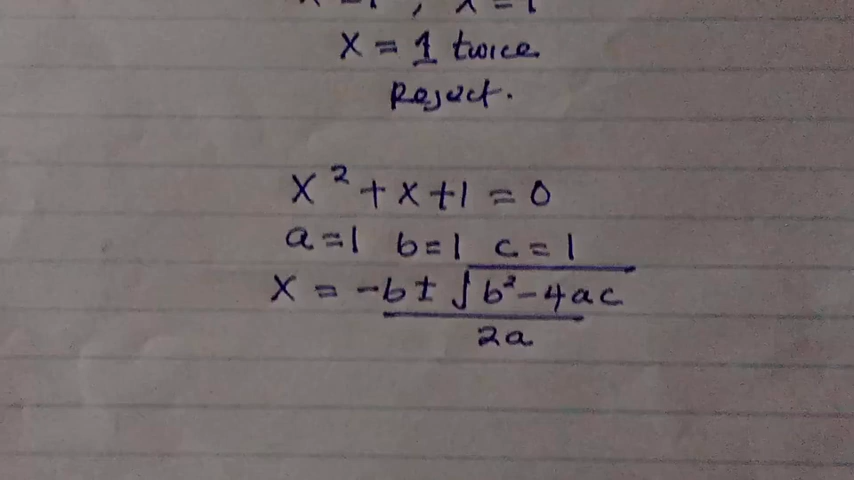 x = 1 twice
Reject.
x² + x + 1 = 0
a = 1 b = 1 c = 1
x = -b ± √b² - 4ac
2a